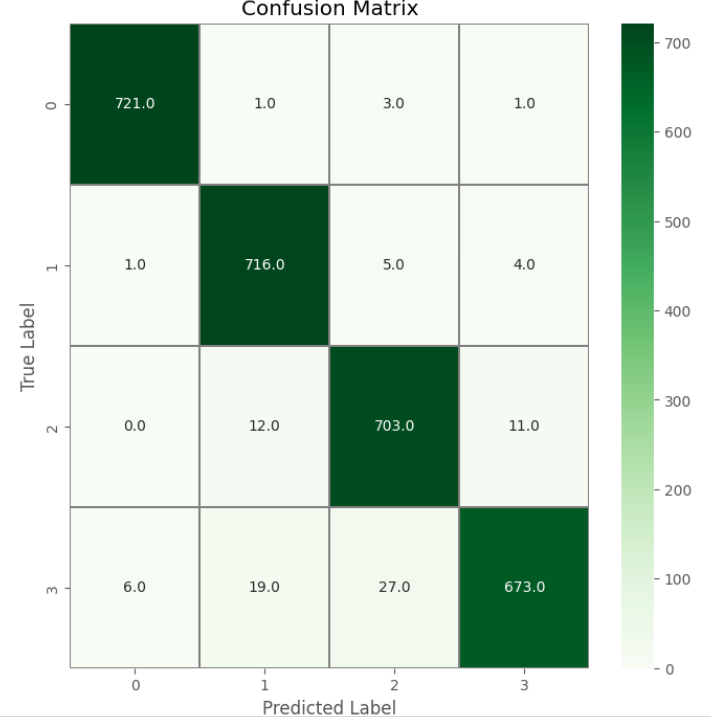 Confusion Matrix
0 721.0 1.0 3.0 1.0
1 1.0 716.0 5.0 4.0
2 0.0 12.0 703.0 11.0
3 6.0 19.0 27.0 673.0
0 1 2 3
True Label
Predicted Label
700
600
500
400
300
200
100
0